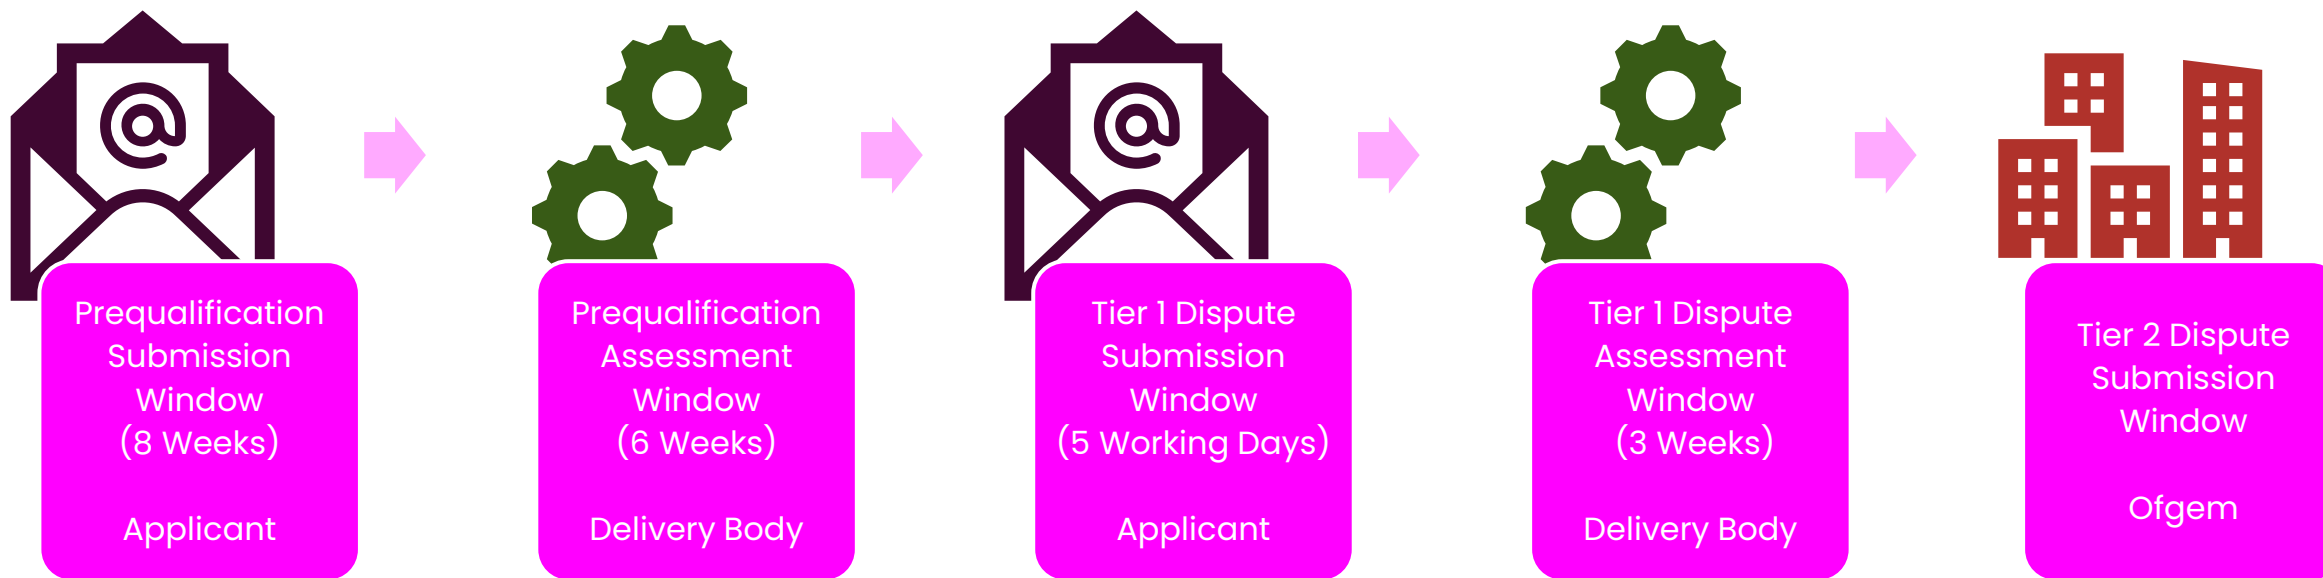 Prequalification
Submission
Window
(8 Weeks)
Applicant
Prequalification
Assessment
Window
(6 Weeks)
Delivery Body
Tier 1 Dispute
Submission
Window
(5 Working Days)
Applicant
Tier 1 Dispute
Assessment
Window
(3 Weeks)
Delivery Body
Tier 2 Dispute
Submission
Window
Ofgem